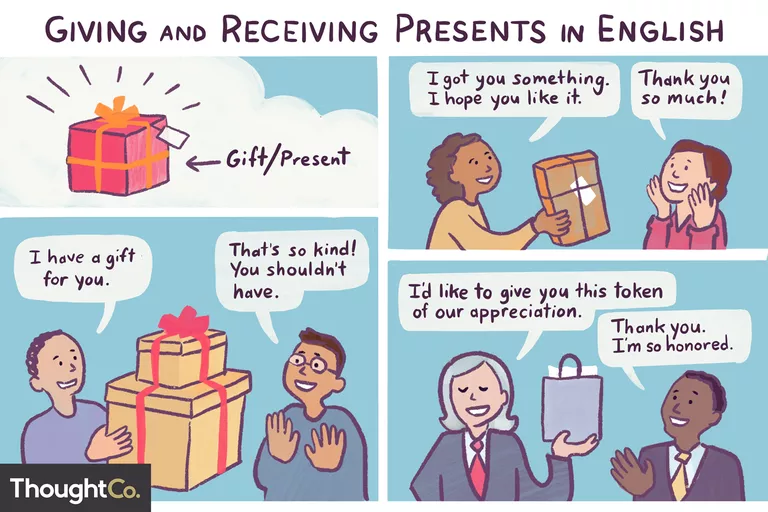 GIVING AND RECEIVING PRESENTS IN ENGLISH
Gift/Present
I got you something.
I hope you like it.
Thank you
so much!
I have a gift
for you.
That's so kind!
You shouldn't
have.
I'd like to give you this token
of our appreciation.
Thank you.
I'm so honored.
ThoughtCo.